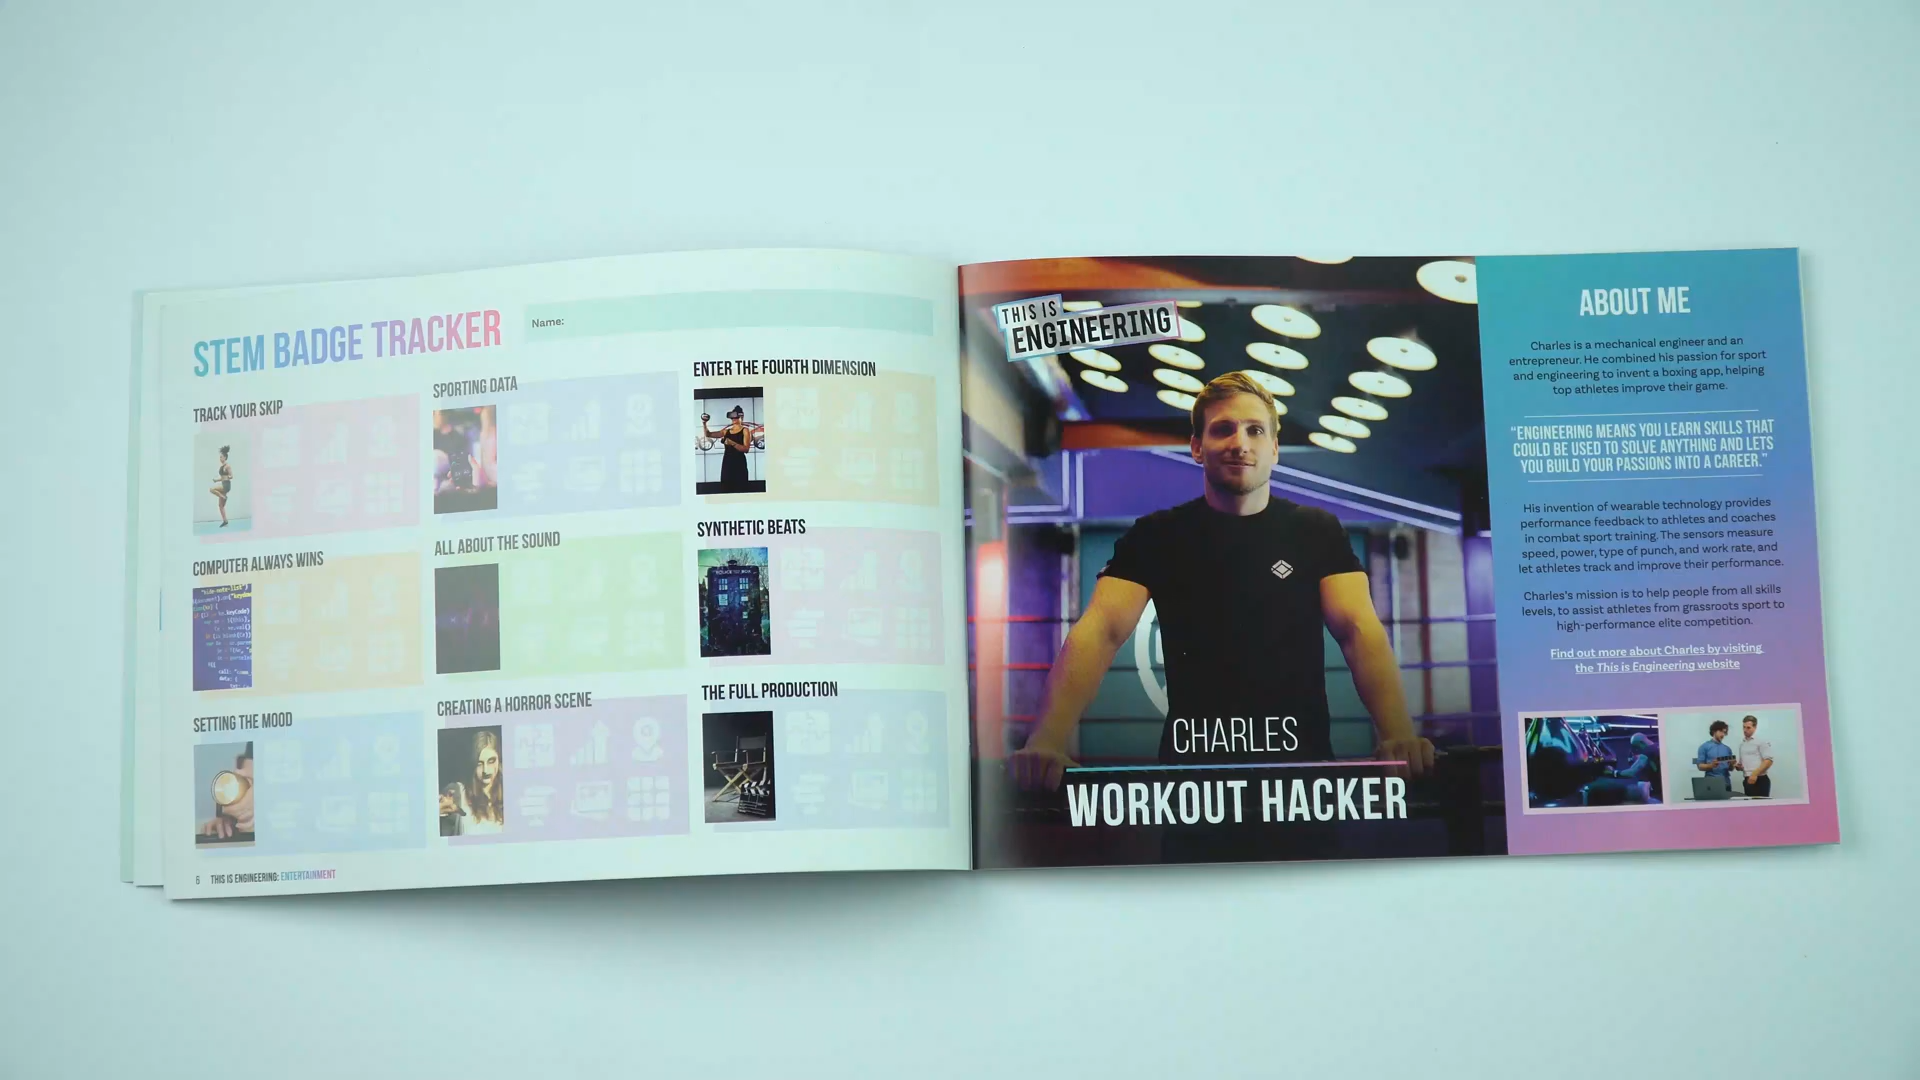 STEM BADGE TRACKER
Name:
TRACK YOUR SKIP
COMPUTER ALWAYS WINS
SETTING THE MOOD
SPORTING DATA
ALL ABOUT THE SOUND
CREATING A HORROR SCENE
ENTER THE FOURTH DIMENSION
SYNTHETIC BEATS
THE FULL PRODUCTION
6 THIS IS ENGINEERING: ENTERTAINMENT
THIS IS
ENGINEERING
CHARLES
WORKOUT HACKER
ABOUT ME
Charles is a mechanical engineer and an
entrepreneur. He combined his passion for sport
and engineering to invent a boxing app, helping
top athletes improve their game.
“ENGINEERING MEANS YOU LEARN SKILLS THAT
COULD BE USED TO SOLVE ANYTHING AND LETS
YOU BUILD YOUR PASSIONS INTO A CAREER.”
His invention of wearable technology provides
performance feedback to athletes and coaches
in combat sport training. The sensors measure
speed, power, type of punch, and work rate, and
let athletes track and improve their performance.
Charles's mission is to help people from all skills
levels, to assist athletes from grassroots sport to
high-performance elite competition.
Find out more about Charles by visiting
the This is Engineering website